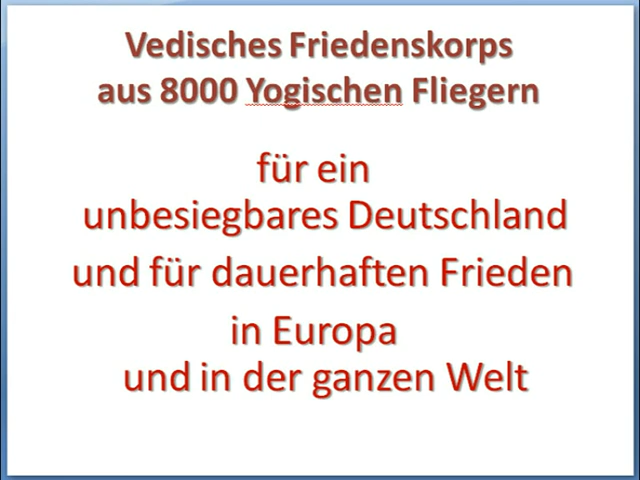 Vedisches Friedenskorps
aus 8000 Yogischen Fliegern
für ein
unbesiegbares Deutschland
und für dauerhaften Frieden
in Europa
und in der ganzen Welt